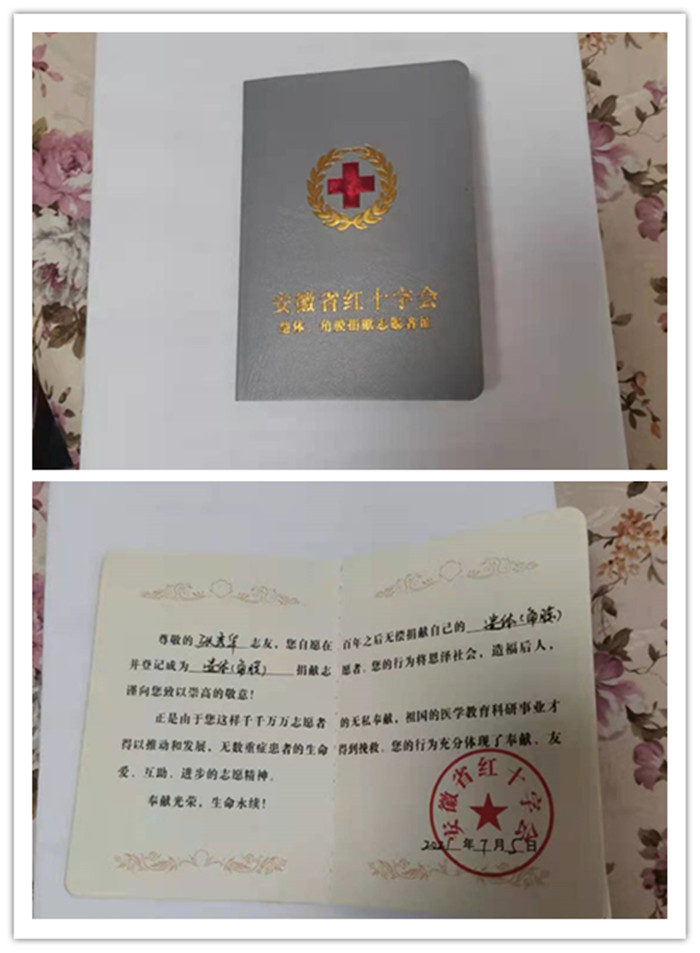 安徽省红十字会
遗体、角膜捐献志愿者证
尊敬的 志友，您自愿在百年之后无偿捐献自己的遗体(角膜)
并登记成为遗体(角膜)捐献志愿者。您的行为将恩泽社会，造福后人，
谨向您致以崇高的敬意！
正是由于您这样千千万万志愿者的无私奉献，祖国的医学教育科研事业才
得以推动和发展，无数重症患者的生命得到挽救。您的行为充分体现了奉献、友
爱、互助、进步的志愿精神。
奉献光荣，生命永续！
安徽省红十字会
2021年7月5日